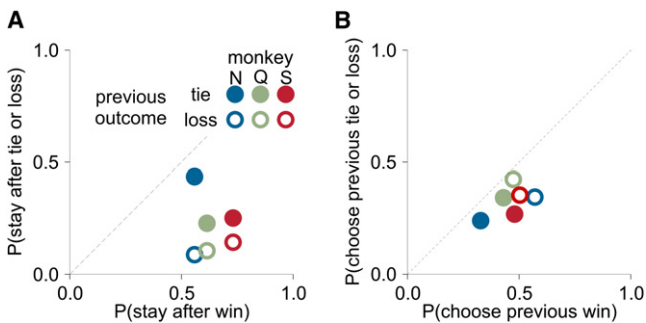 A
P(stay after tie or loss)
1.0
0.5
0.0
monkey
N Q S
previous outcome
tie
loss
0.0 0.5 1.0
P(stay after win)
B
P(choose previous tie or loss)
1.0
0.5
0.0
0.0 0.5 1.0
P(choose previous win)